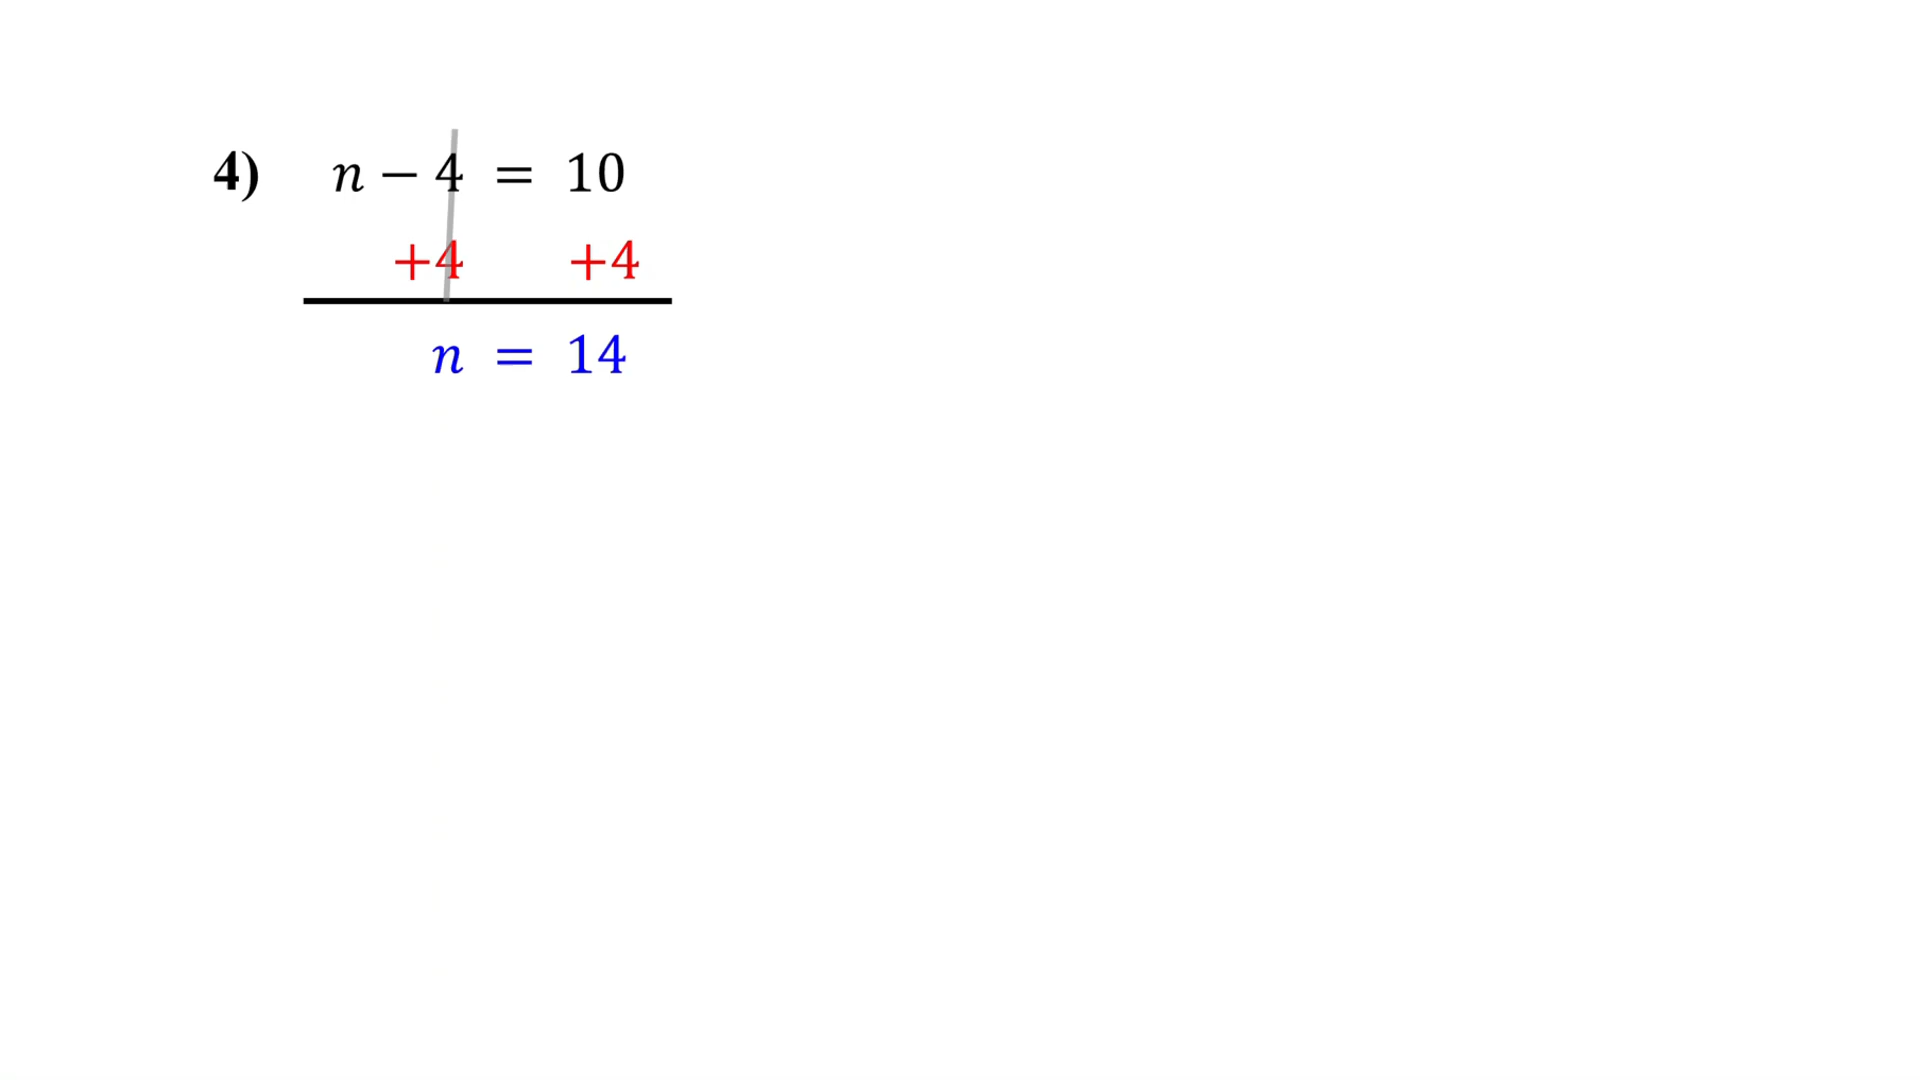 4) n − 4 = 10
+4 +4
n = 14